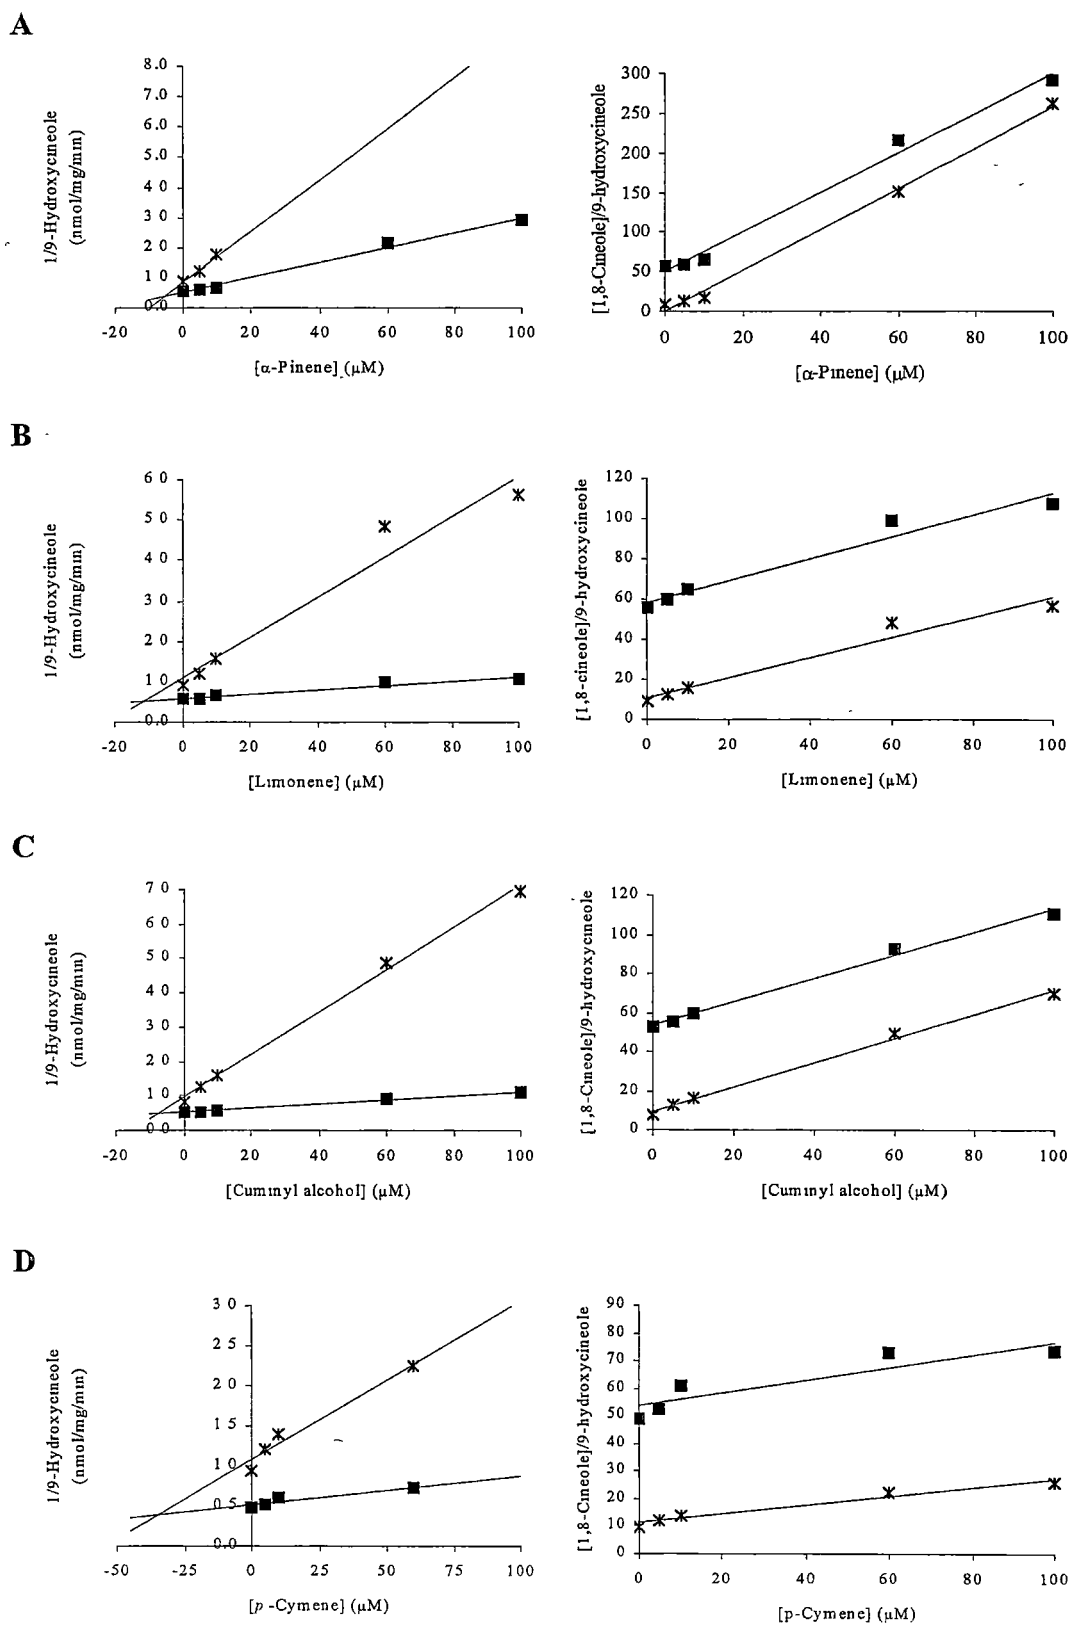 A
1/9-Hydroxycineole
(nmol/mg/min)
8.0
7.0
6.0
5.0
4 0
3 0
2 0
1 0
0 0
-20 0 20 40 60 80 100
[α-Pinene] (μM)
[1,8-Cineole]/9-hydroxycineole
300
250
200
150
100
50
0
0 20 40 60 80 100
[α-Pinene] (μM)
B
1/9-Hydroxycineole
(nmol/mg/min)
6 0
5 0
4 0
3 0
2 0
1 0
0.0
-20 0 20 40 60 80 100
[Limonene] (μM)
[1,8-cineole]/9-hydroxycineole
120
100
80
60
40
20
0
0 20 40 60 80 100
[Limonene] (μM)
C
1/9-Hydroxycineole
(nmol/mg/min)
7 0
6 0
5 0
4 0
3 0
2 0
1 0
0 0
-20 0 20 40 60 80 100
[Cuminyl alcohol] (μM)
[1,8-Cineole]/9-hydroxycineole
120
100
80
60
40
20
0
0 20 40 60 80 100
[Cuminyl alcohol] (μM)
D
1/9-Hydroxycineole
(nmol/mg/min)
3 0
2 5
2 0
1 5
1 0
0 5
0.0
-50 -25 0 25 50 75 100
[p -Cymene] (μM)
[1,8-Cineole]/9-hydroxycineole
90
80
70
60
50
40
30
20
10
0
0 20 40 60 80 100
[p-Cymene] (μM)